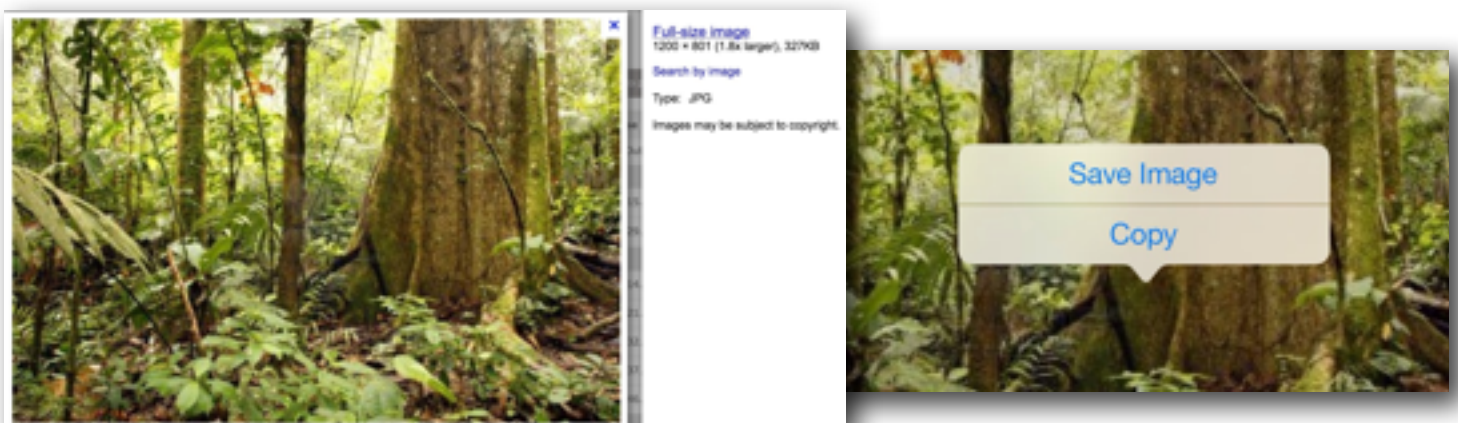 Full-size image
1200 × 801 (1.8x larger), 327KB
Search by image
Type: JPG
Images may be subject to copyright.
Save Image
Copy